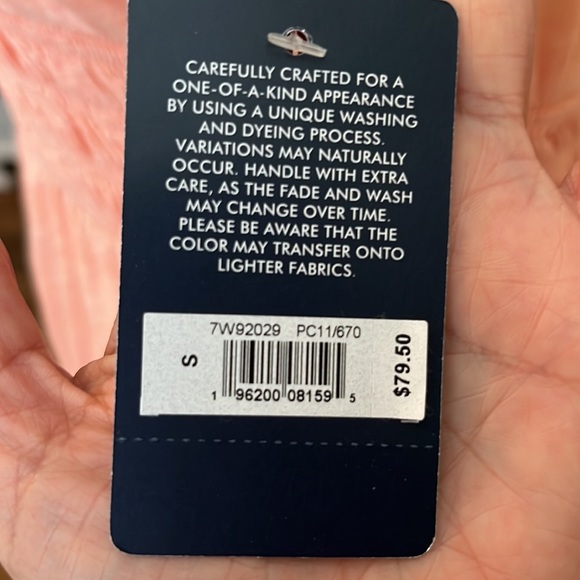 CAREFULLY CRAFTED FOR A
ONE-OF-A-KIND APPEARANCE
BY USING A UNIQUE WASHING
AND DYEING PROCESS.
VARIATIONS MAY NATURALLY
OCCUR. HANDLE WITH EXTRA
CARE, AS THE FADE AND WASH
MAY CHANGE OVER TIME.
PLEASE BE AWARE THAT THE
COLOR MAY TRANSFER ONTO
LIGHTER FABRICS.
7W92029 PC11/670
S
1 96200 08159 5
$79.50